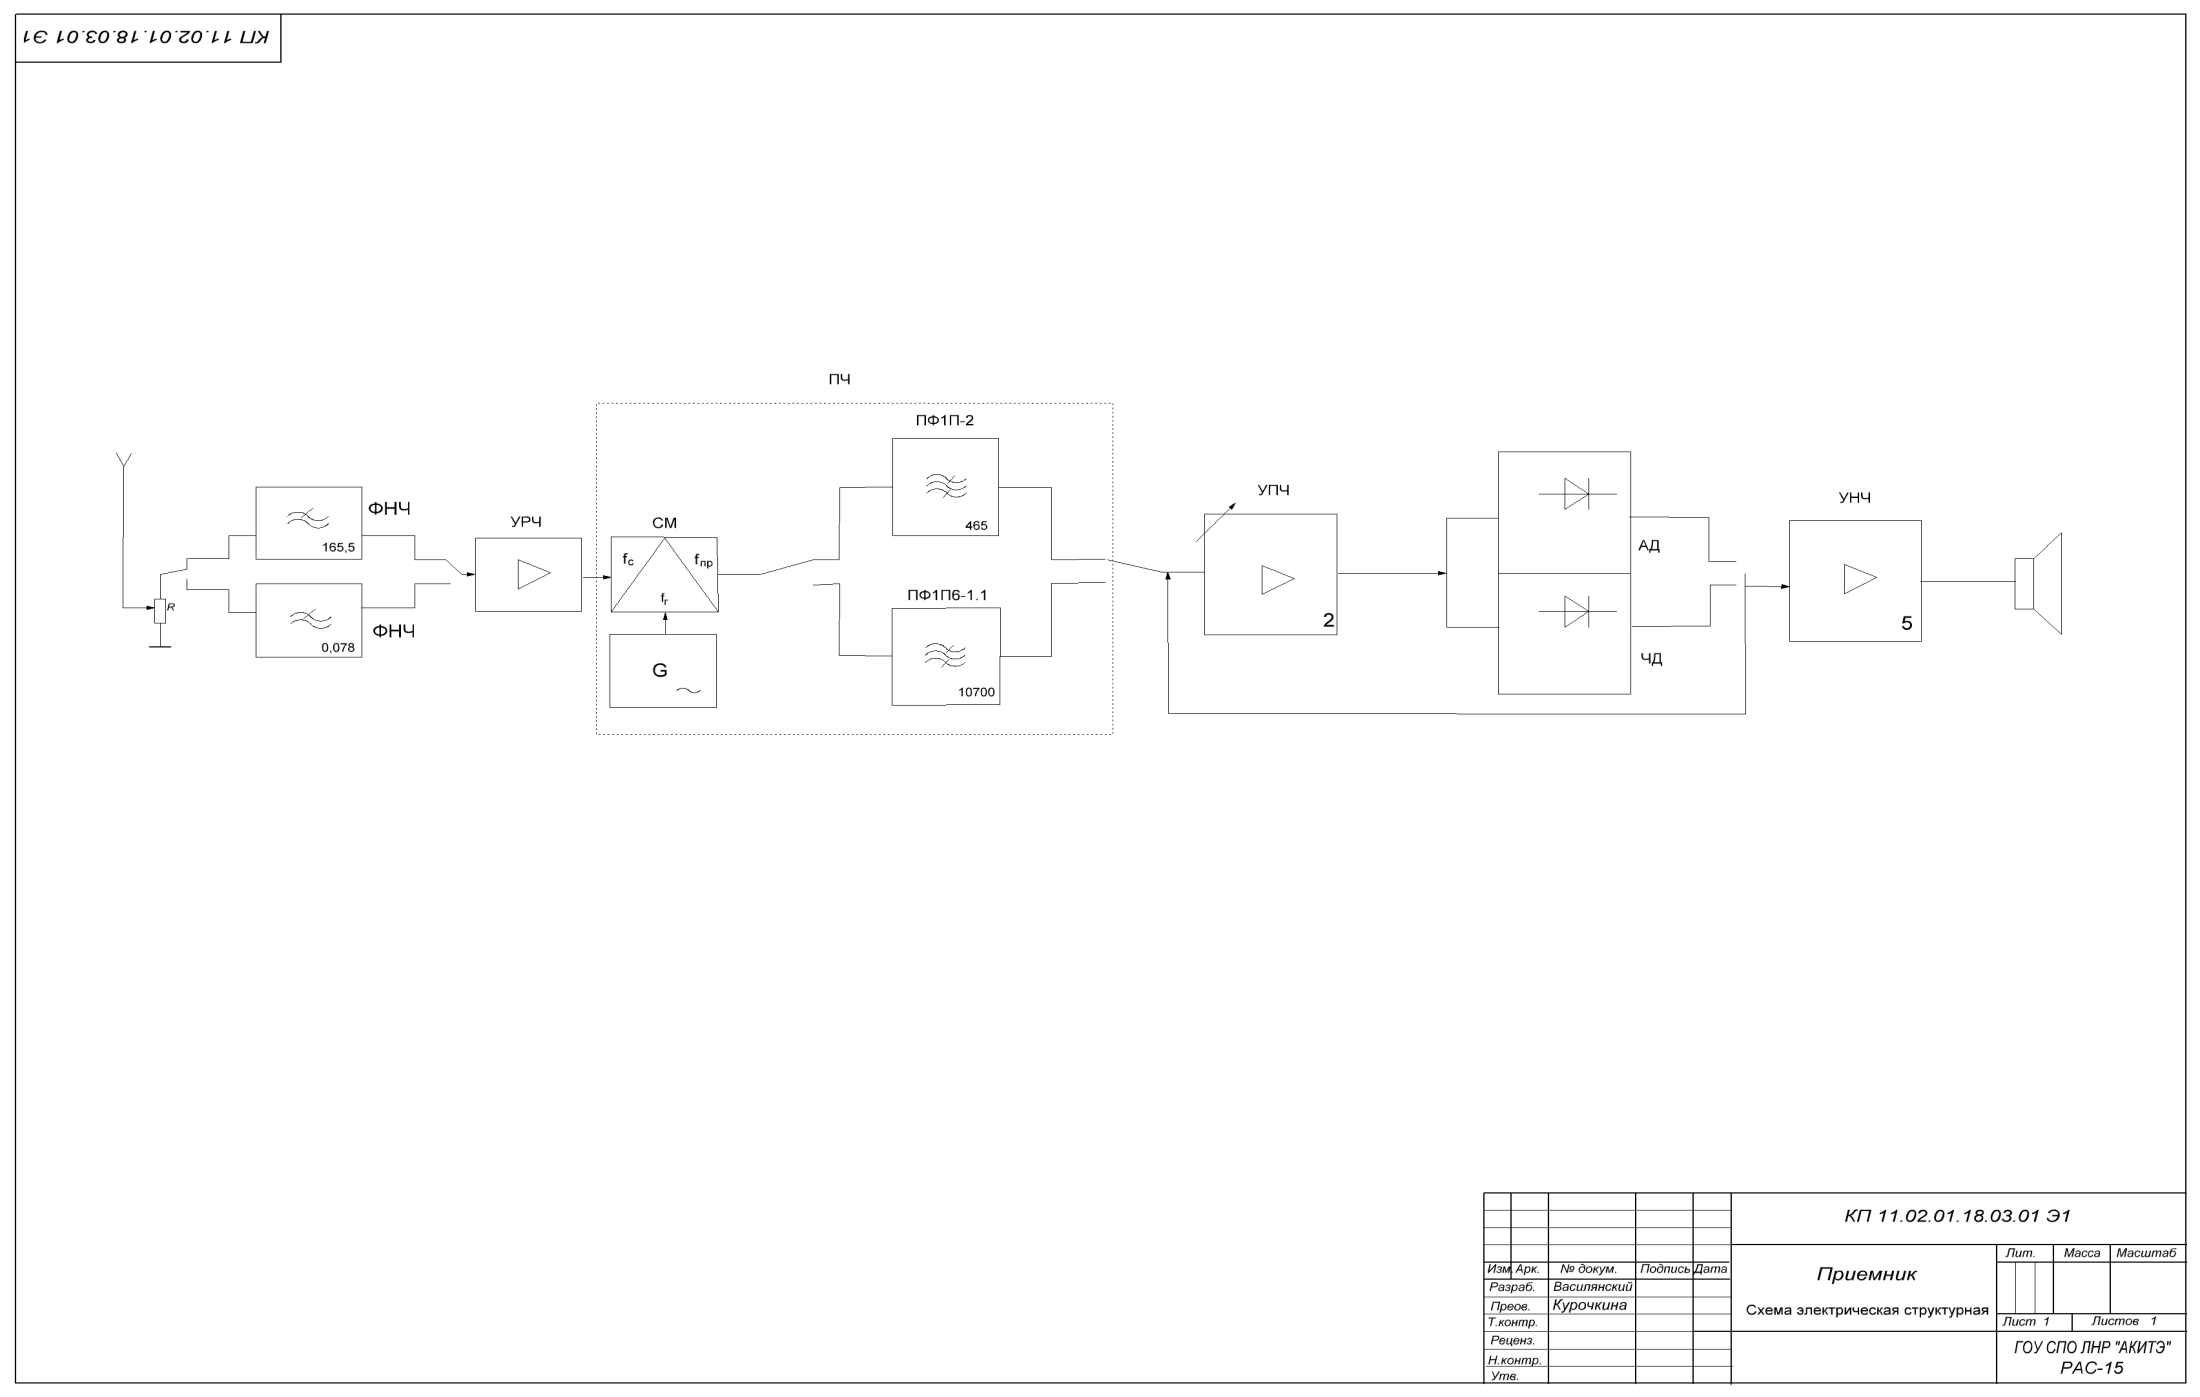 КП 11.02.01.18.03.01 Э1
ПЧ
ПФ1П-2
465
ФНЧ
165,5
УРЧ
СМ
fс
fпр
fг
G
R
0,078
ФНЧ
ПФ1П6-1.1
10700
УПЧ
2
АД
ЧД
УНЧ
5
КП 11.02.01.18.03.01 Э1
Лит. Масса Масштаб
Изм. Арк. № докум. Подпись Дата
Приемник
Разраб. Василянский
Преов. Курочкина
Схема электрическая структурная
Т.контр.
Лист 1 Листов 1
Реценз.
ГОУ СПО ЛНР "АКИТЭ"
Н.контр.
РАС-15
Утв.